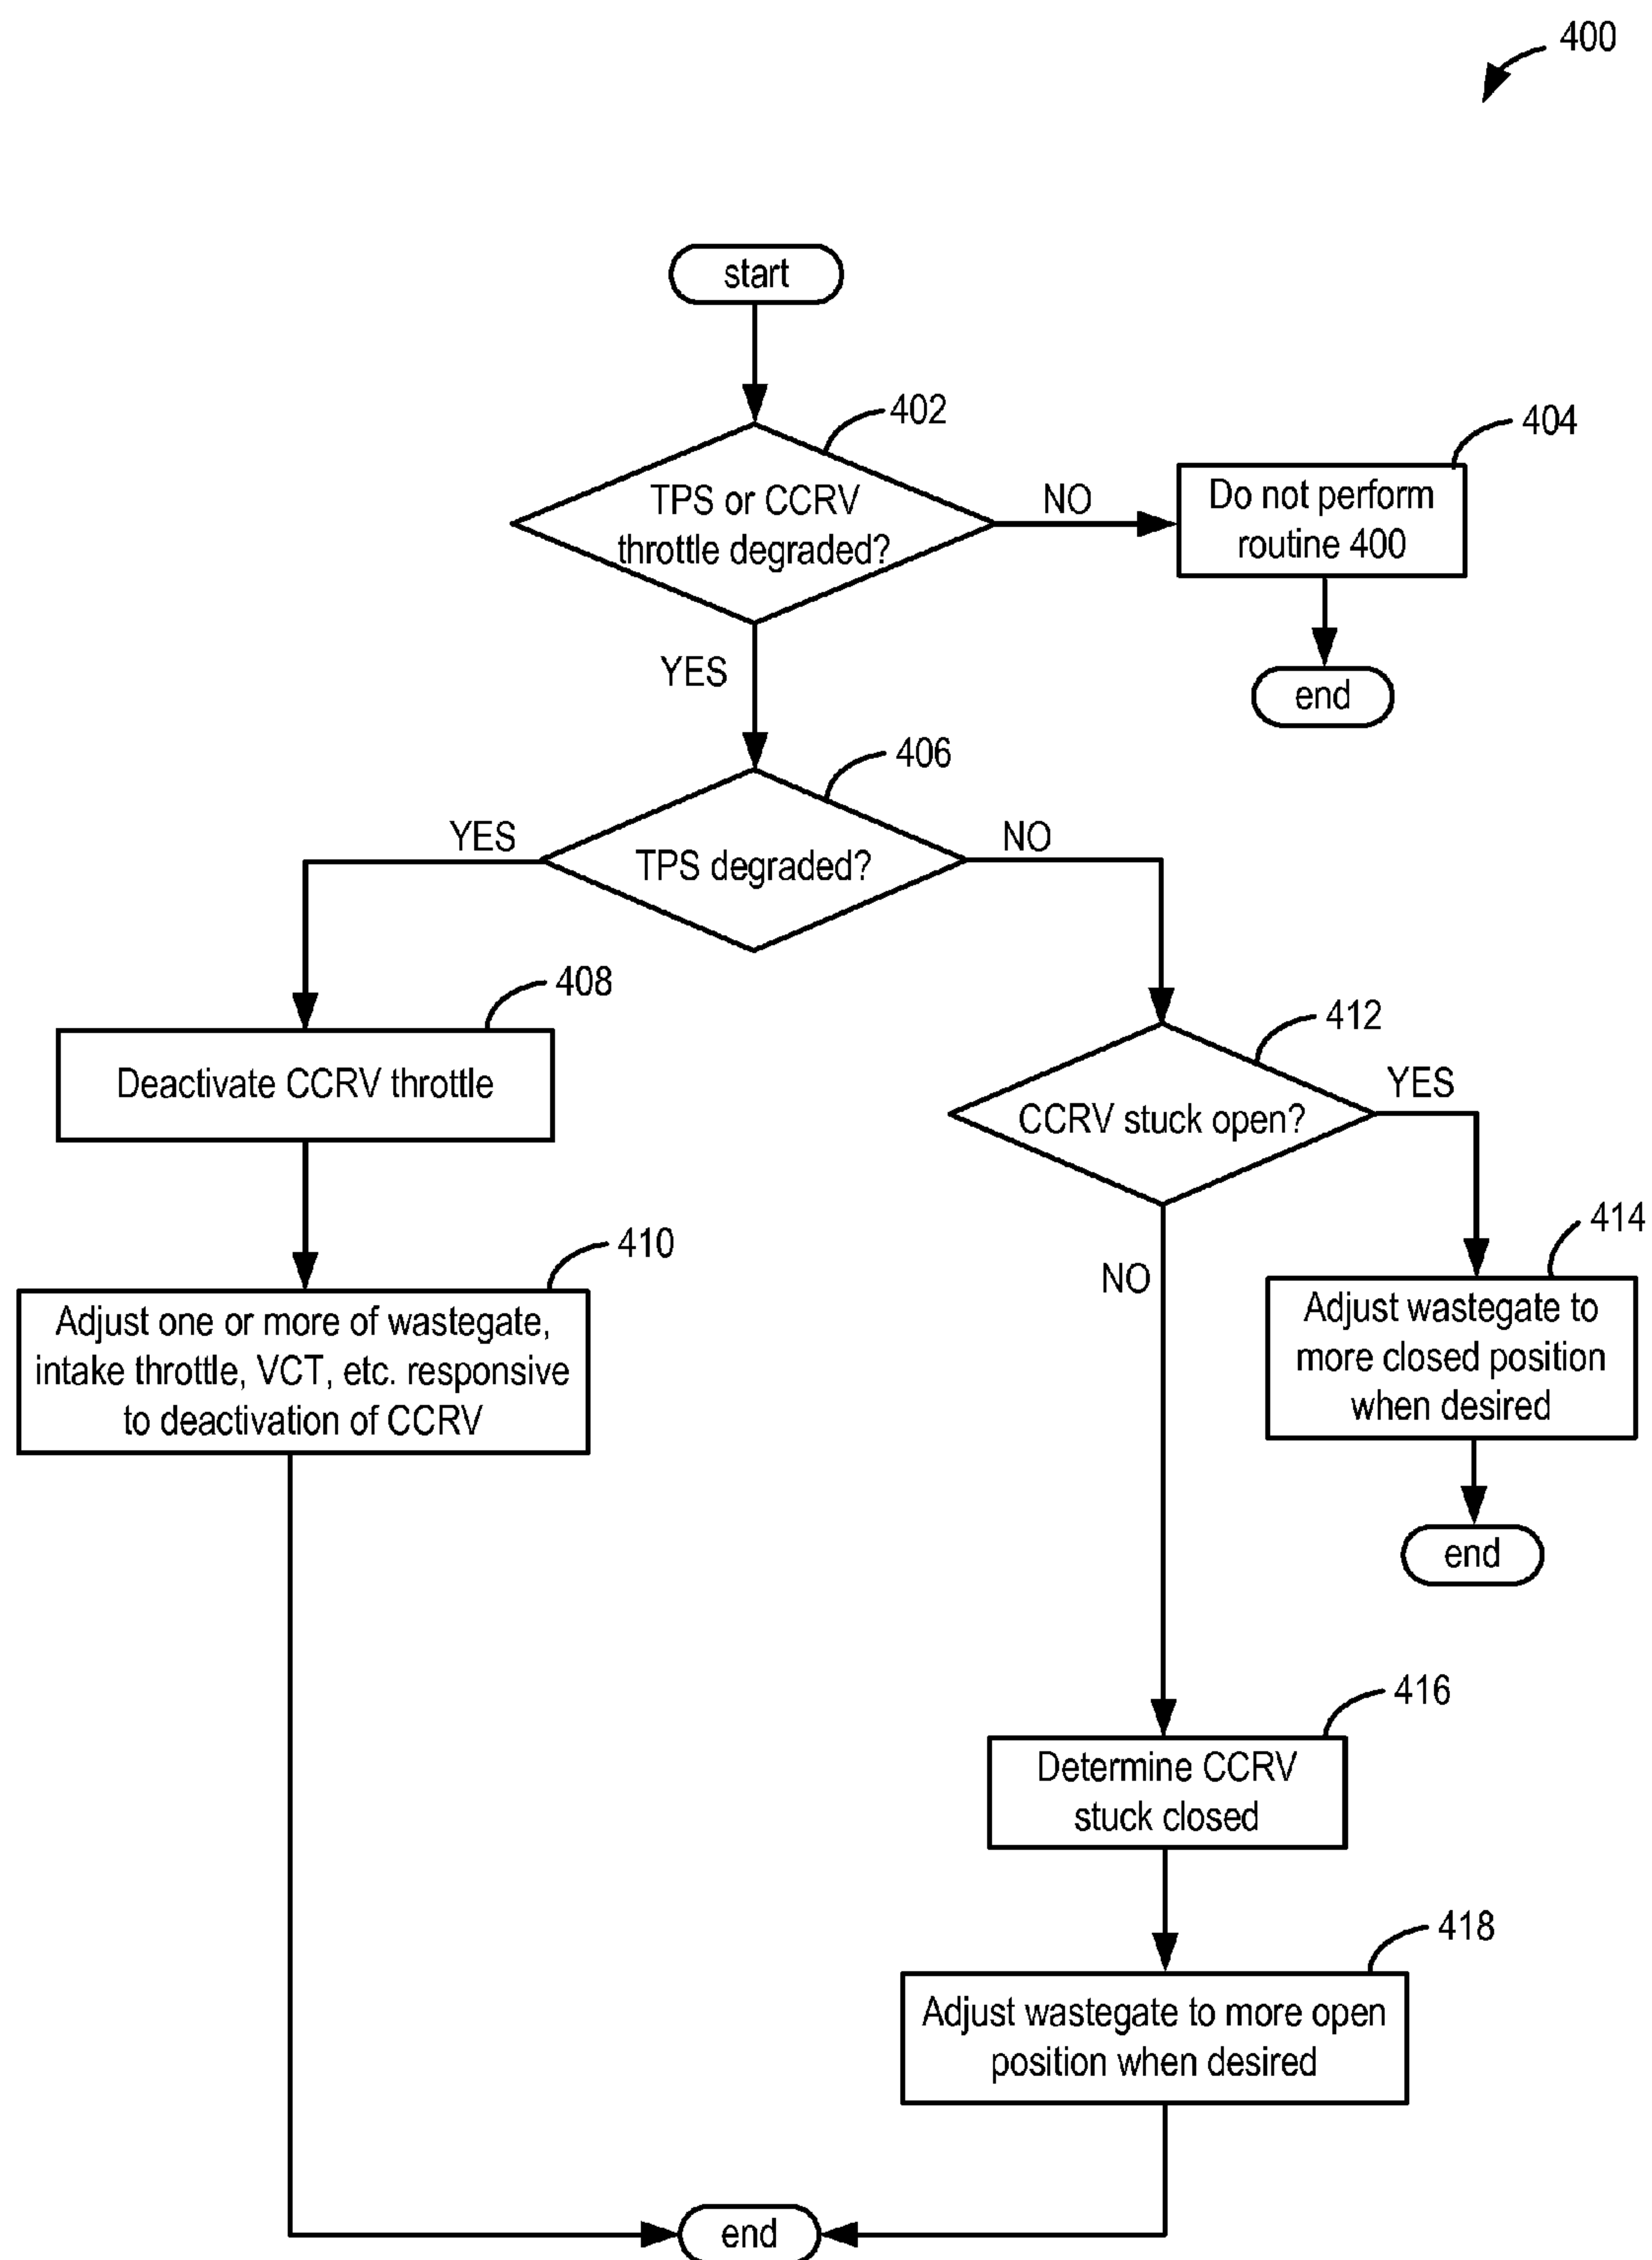 400
start
402
TPS or CCRV
throttle degraded?
NO
404
Do not perform
routine 400
end
YES
406
TPS degraded?
YES
NO
408
Deactivate CCRV throttle
412
CCRV stuck open?
YES
410
Adjust one or more of wastegate,
intake throttle, VCT, etc. responsive
to deactivation of CCRV
NO
414
Adjust wastegate to
more closed position
when desired
end
416
Determine CCRV
stuck closed
418
Adjust wastegate to more open
position when desired
end